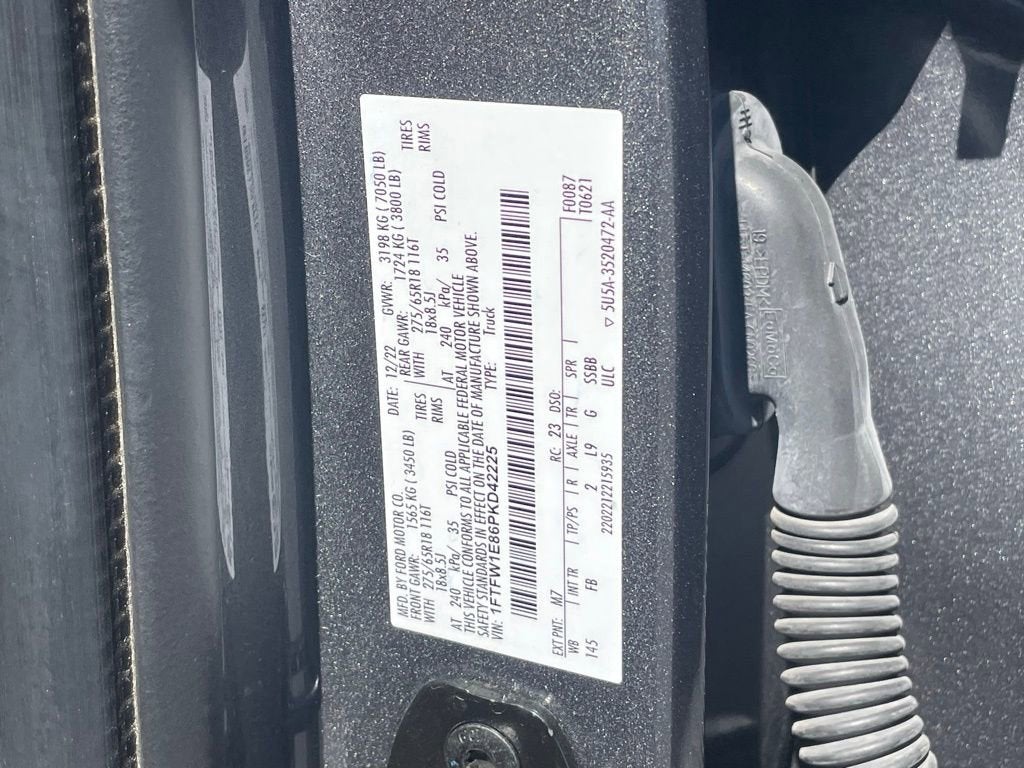 MFD. BY FORD MOTOR CO.
DATE: 12/22 GVWR: 3198 KG ( 7050 LB)
FRONT GAWR: 1565 KG ( 3450 LB) REAR GAWR: 1724 KG ( 3800 LB)
WITH 275/65R18 116T TIRES WITH 275/65R18 116T TIRES
18x8.5J RIMS 18x8.5J RIMS
AT 240 kPa/ 35 PSI COLD AT 240 kPa/ 35 PSI COLD
THIS VEHICLE CONFORMS TO ALL APPLICABLE FEDERAL MOTOR VEHICLE
SAFETY STANDARDS IN EFFECT ON THE DATE OF MANUFACTURE SHOWN ABOVE.
VIN: 1FTFW1E86PKD42225 TYPE: Truck
F0087
T0621
EXT PNT: M7 RC: 23 DSO:
WB INT TR TP/PS R AXLE TR SPR
145 FB 2 L9 G SSBB
220221221593S ULC ▽ 5U5A-3520472-AA